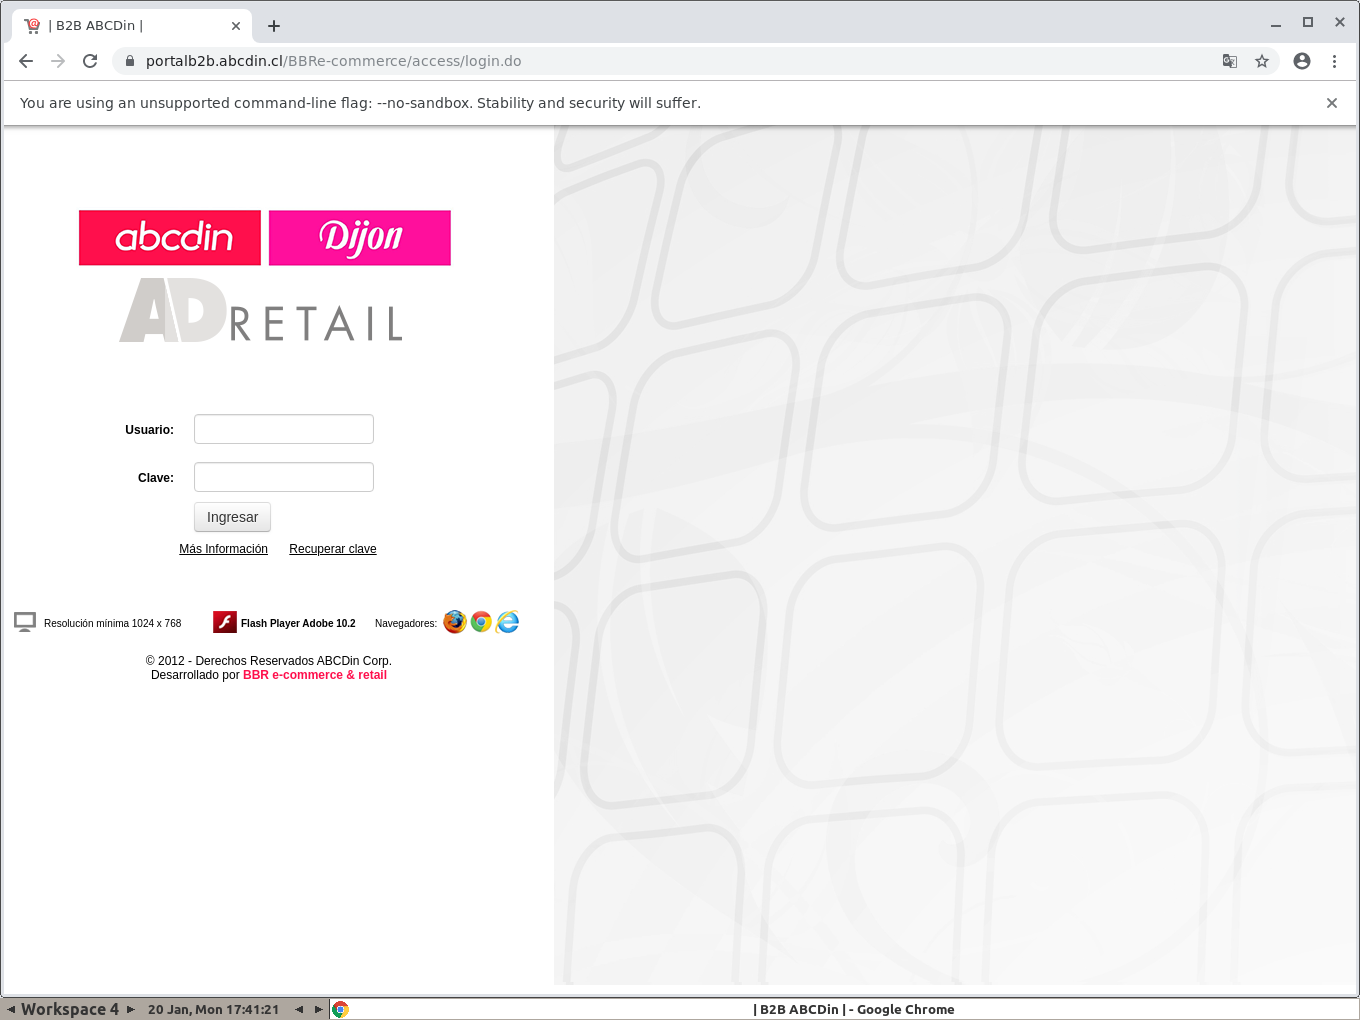 | B2B ABCDin |
portalb2b.abcdin.cl/BBRe-commerce/access/login.do
You are using an unsupported command-line flag: --no-sandbox. Stability and security will suffer.
abcdin Dijon
AD RETAIL
Usuario:
Clave:
Ingresar
Más Información Recuperar clave
Resolución mínima 1024 x 768 Flash Player Adobe 10.2 Navegadores:
© 2012 - Derechos Reservados ABCDin Corp.
Desarrollado por BBR e-commerce & retail
Workspace 4 20 Jan, Mon 17:41:21 | B2B ABCDin | - Google Chrome